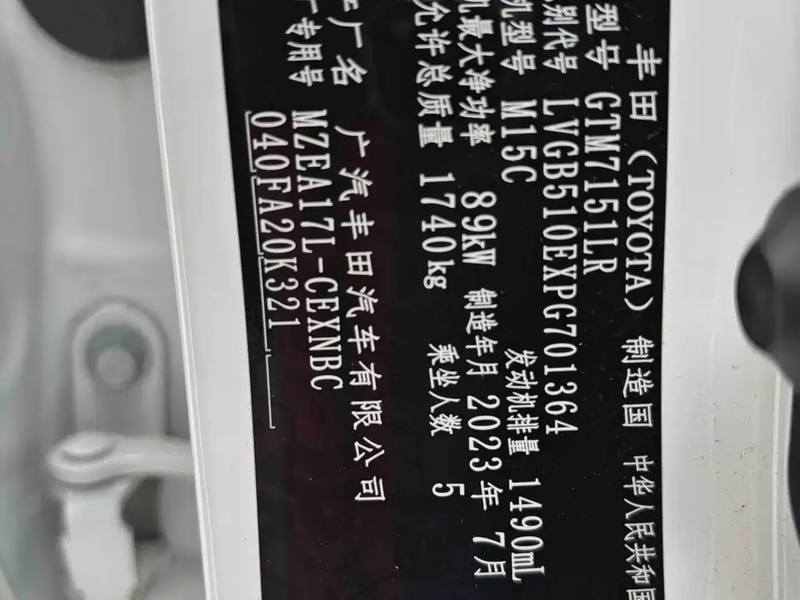 丰田（TOYOTA） 制造国 中华人民共和国
型号 GTM7151LR
别代号 LVGB510EXPG701364
机型号 M15C 发动机排量 1490mL
机最大净功率 89kW 制造年月 2023年 7月
允许总质量 1740kg 乘坐人数 5
厂名 广汽丰田汽车有限公司
厂专用号 MZEA17L-CEXNBC
040FA20K321